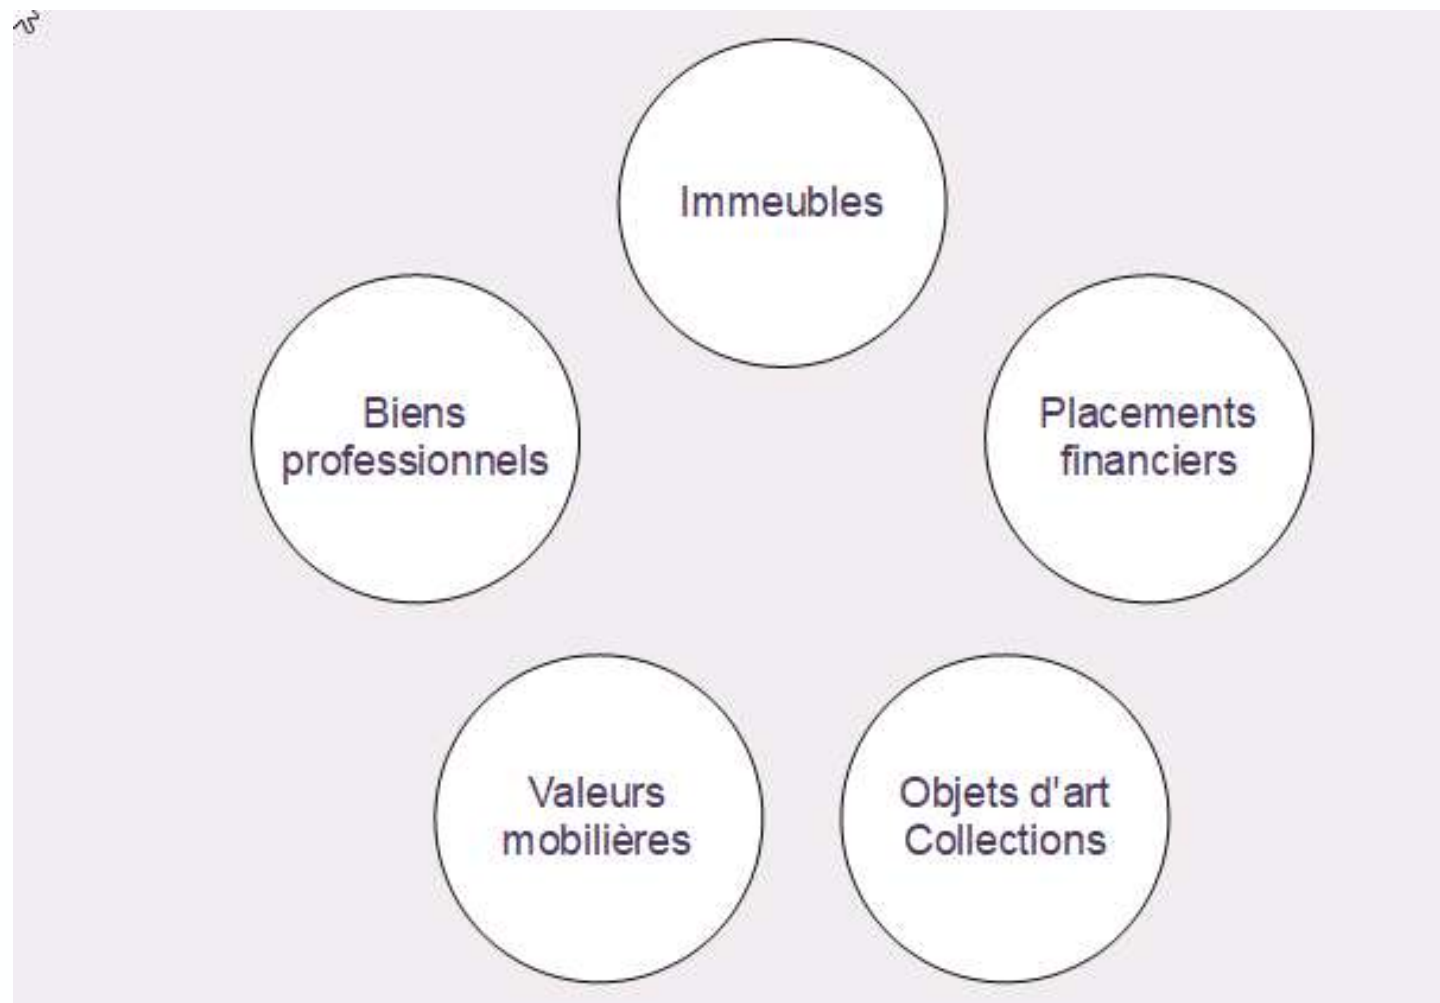 Immeubles
Biens
professionnels
Placements
financiers
Valeurs
mobilières
Objets d'art
Collections